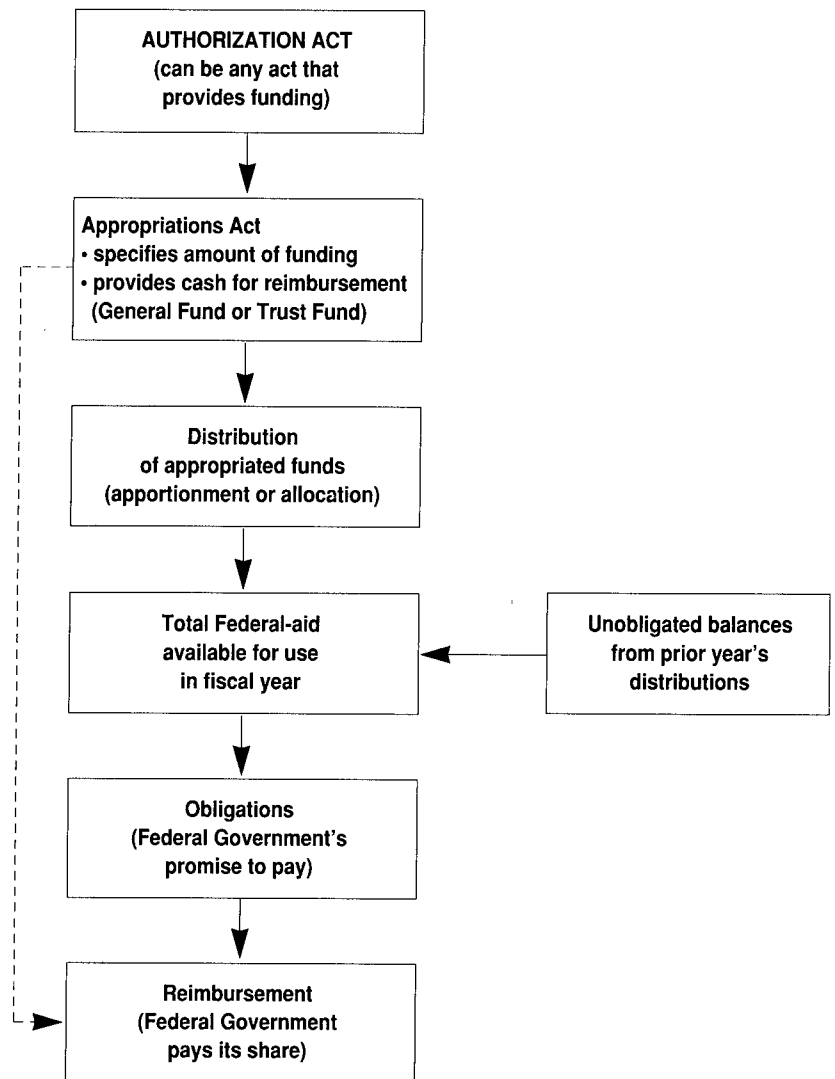 AUTHORIZATION ACT
(can be any act that
provides funding)
Appropriations Act
• specifies amount of funding
• provides cash for reimbursement
(General Fund or Trust Fund)
Distribution
of appropriated funds
(apportionment or allocation)
Total Federal-aid
available for use
in fiscal year
Unobligated balances
from prior year's
distributions
Obligations
(Federal Government's
promise to pay)
Reimbursement
(Federal Government
pays its share)